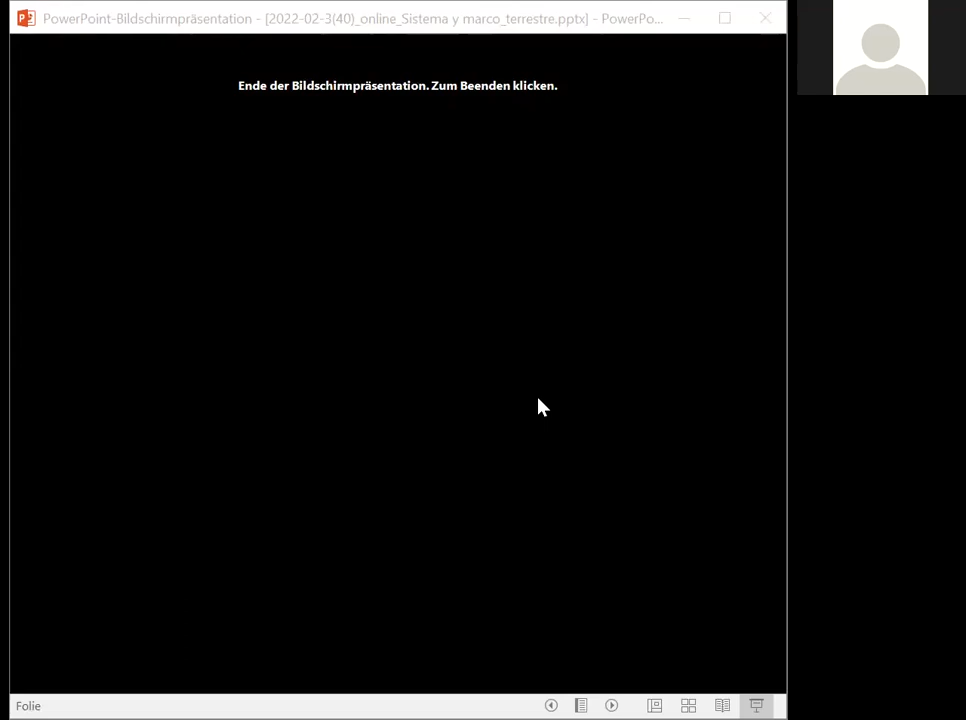 PowerPoint-Bildschirmpräsentation - [2022-02-3(40)_online_Sistema y marco_terrestre.pptx] - PowerPo...
Ende der Bildschirmpräsentation. Zum Beenden klicken.
Folie